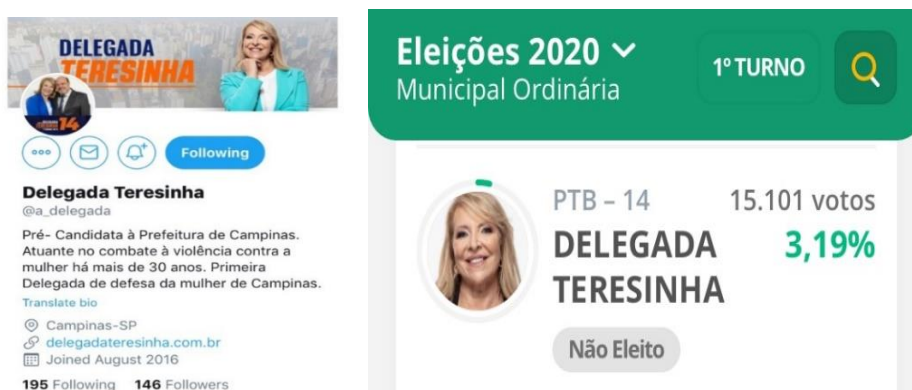 DELEGADA
TERESINHA
14
Following
Delegada Teresinha
@a_delegada
Pré- Candidata à Prefeitura de Campinas.
Atuante no combate à violência contra a
mulher há mais de 30 anos. Primeira
Delegada de defesa da mulher de Campinas.
Translate bio
Campinas-SP
delegadateresinha.com.br
Joined August 2016
195 Following 146 Followers
Eleições 2020
Municipal Ordinária
1º TURNO
PTB – 14 15.101 votos
DELEGADA 3,19%
TERESINHA
Não Eleito